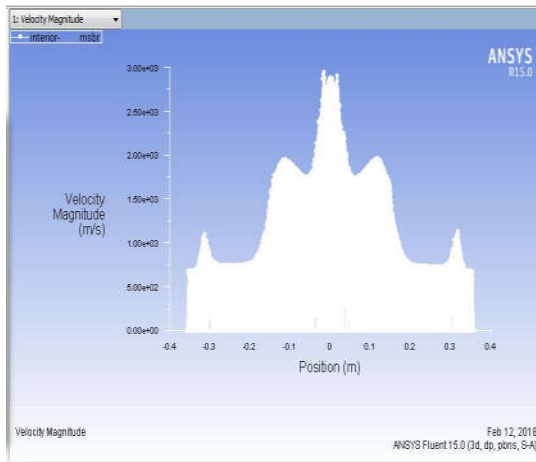 1: Velocity Magnitude
interior- msbr
ANSYS
R15.0
3.00e+03
2.50e+03
2.00e+03
1.50e+03
1.00e+03
5.00e+02
0.00e+00
Velocity
Magnitude
(m/s)
-0.4 -0.3 -0.2 -0.1 0 0.1 0.2 0.3 0.4
Position (m)
Velocity Magnitude
Feb 12, 2018
ANSYS Fluent 15.0 (3d, dp, pbns, S-A)